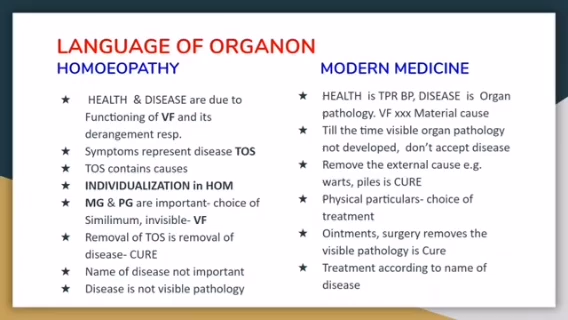 LANGUAGE OF ORGANON
HOMOEOPATHY
★ HEALTH & DISEASE are due to
Functioning of VF and its
derangement resp.
★ Symptoms represent disease TOS
★ TOS contains causes
★ INDIVIDUALIZATION in HOM
★ MG & PG are important- choice of
Similimum, invisible- VF
★ Removal of TOS is removal of
disease- CURE
★ Name of disease not important
★ Disease is not visible pathology
MODERN MEDICINE
★ HEALTH is TPR BP, DISEASE is Organ
pathology. VF xxx Material cause
★ Till the time visible organ pathology
not developed, don't accept disease
★ Remove the external cause e.g.
warts, piles is CURE
★ Physical particulars- choice of
treatment
★ Ointments, surgery removes the
visible pathology is Cure
★ Treatment according to name of
disease